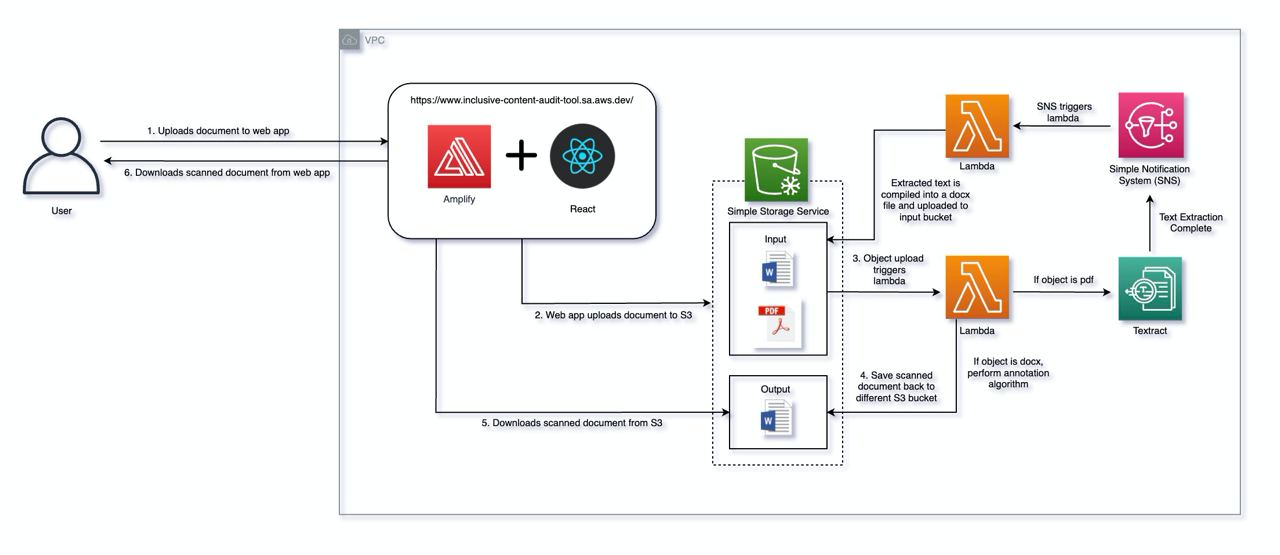 VPC
https://www.inclusive-content-audit-tool.sa.aws.dev/
Amplify
React
User
1. Uploads document to web app
6. Downloads scanned document from web app
2. Web app uploads document to S3
5. Downloads scanned document from S3
Simple Storage Service
Input
W
PDF
Output
W
3. Object upload
triggers
lambda
Lambda
If object is pdf
Textract
Text Extraction
Complete
Simple Notification
System (SNS)
SNS triggers
lambda
Lambda
Extracted text is
compiled into a docx
file and uploaded to
input bucket
If object is docx,
perform annotation
algorithm
4. Save scanned
document back to
different S3 bucket